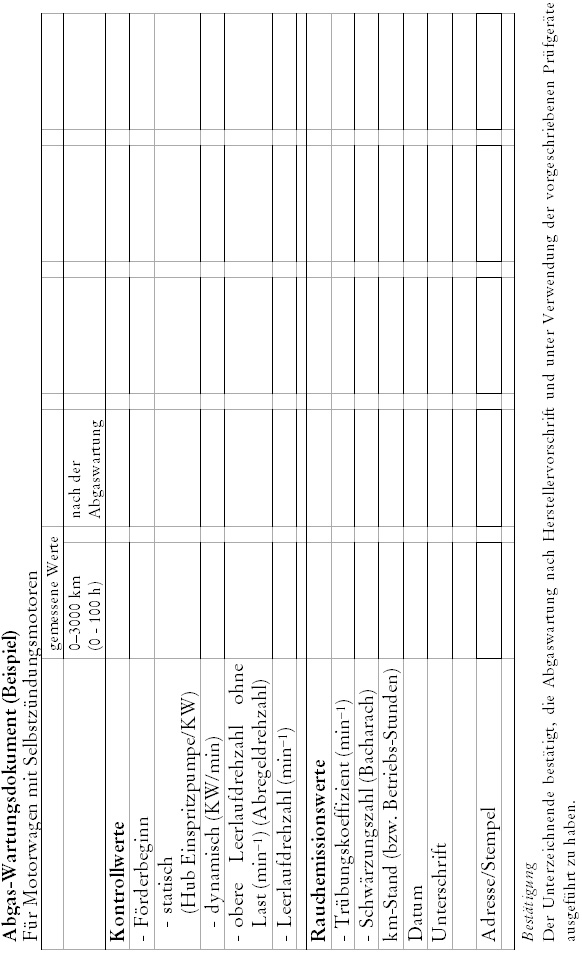 Abgas-Wartungsdokument (Beispiel)
Für Motorwagen mit Selbstzündungsmotoren
gemessene Werte
0–3000 km
(0 - 100 h)
nach der
Abgaswartung
Kontrollwerte
- Förderbeginn
- statisch
(Hub Einspritzpumpe/KW)
- dynamisch (KW/min)
- obere Leerlaufdrehzahl ohne
Last (min⁻¹) (Abregeldrehzahl)
- Leerlaufdrehzahl (min⁻¹)
Rauchemissionswerte
- Trübungskoeffizient (min⁻¹)
- Schwärzungszahl (Bacharach)
km-Stand (bzw. Betriebs-Stunden)
Datum
Unterschrift
Adresse/Stempel
Bestätigung
Der Unterzeichnende bestätigt, die Abgaswartung nach Herstellervorschrift und unter Verwendung der vorgeschriebenen Prüfgeräte
ausgeführt zu haben.